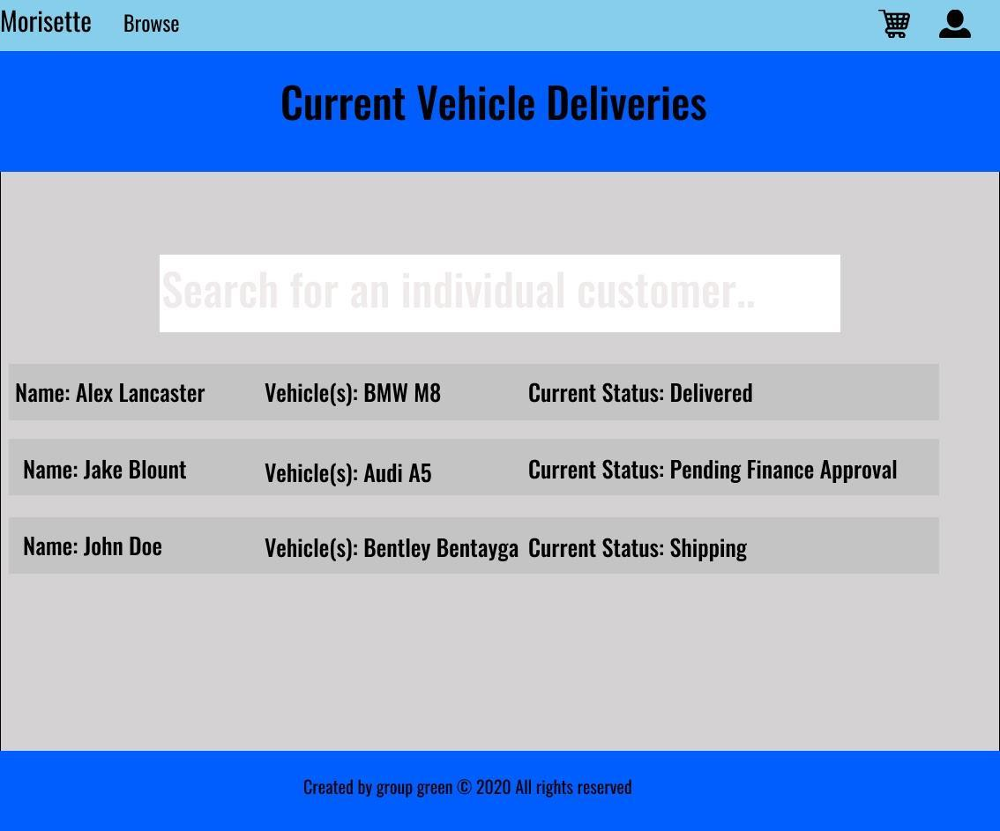 Morisette Browse
Current Vehicle Deliveries
Search for an individual customer..
Name: Alex Lancaster Vehicle(s): BMW M8 Current Status: Delivered
Name: Jake Blount Vehicle(s): Audi A5 Current Status: Pending Finance Approval
Name: John Doe Vehicle(s): Bentley Bentayga Current Status: Shipping
Created by group green © 2020 All rights reserved